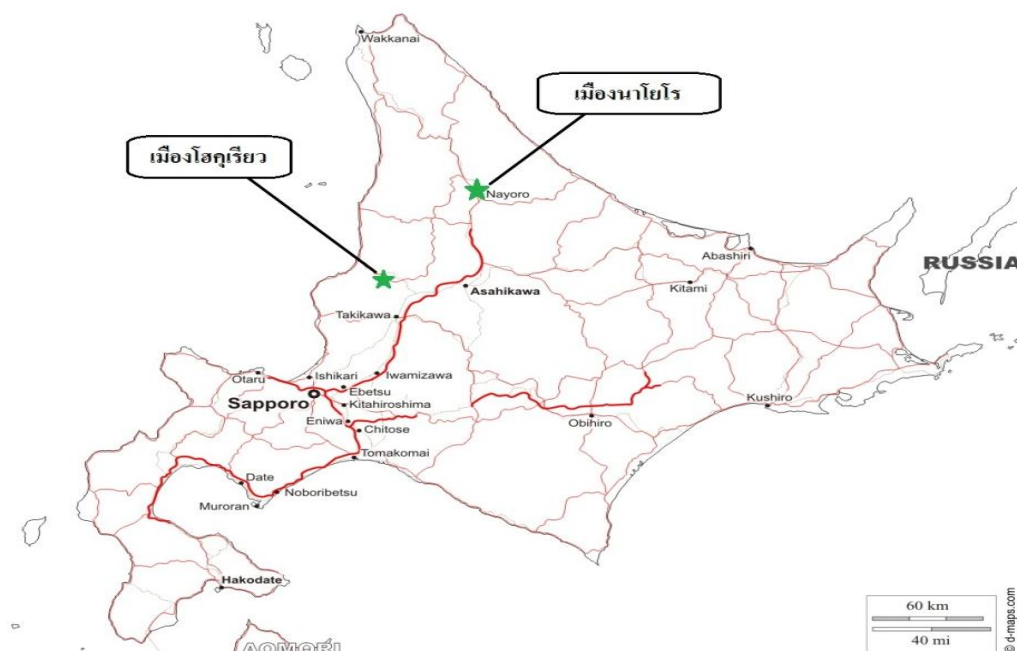 Wakkanai
เมืองนาโยโร
เมืองโฮคุเรียว
Nayoro
Abashiri
RUSSIA
Kitami
Asahikawa
Takikawa
Otaru
Ishikari
Iwamizawa
Ebetsu
Sapporo
Kitahiroshima
Kushiro
Eniwa
Obihiro
Chitose
Tomakomai
Date
Noboribetsu
Muroran
Hakodate
60 km
40 mi
AOMORI
© d-maps.com